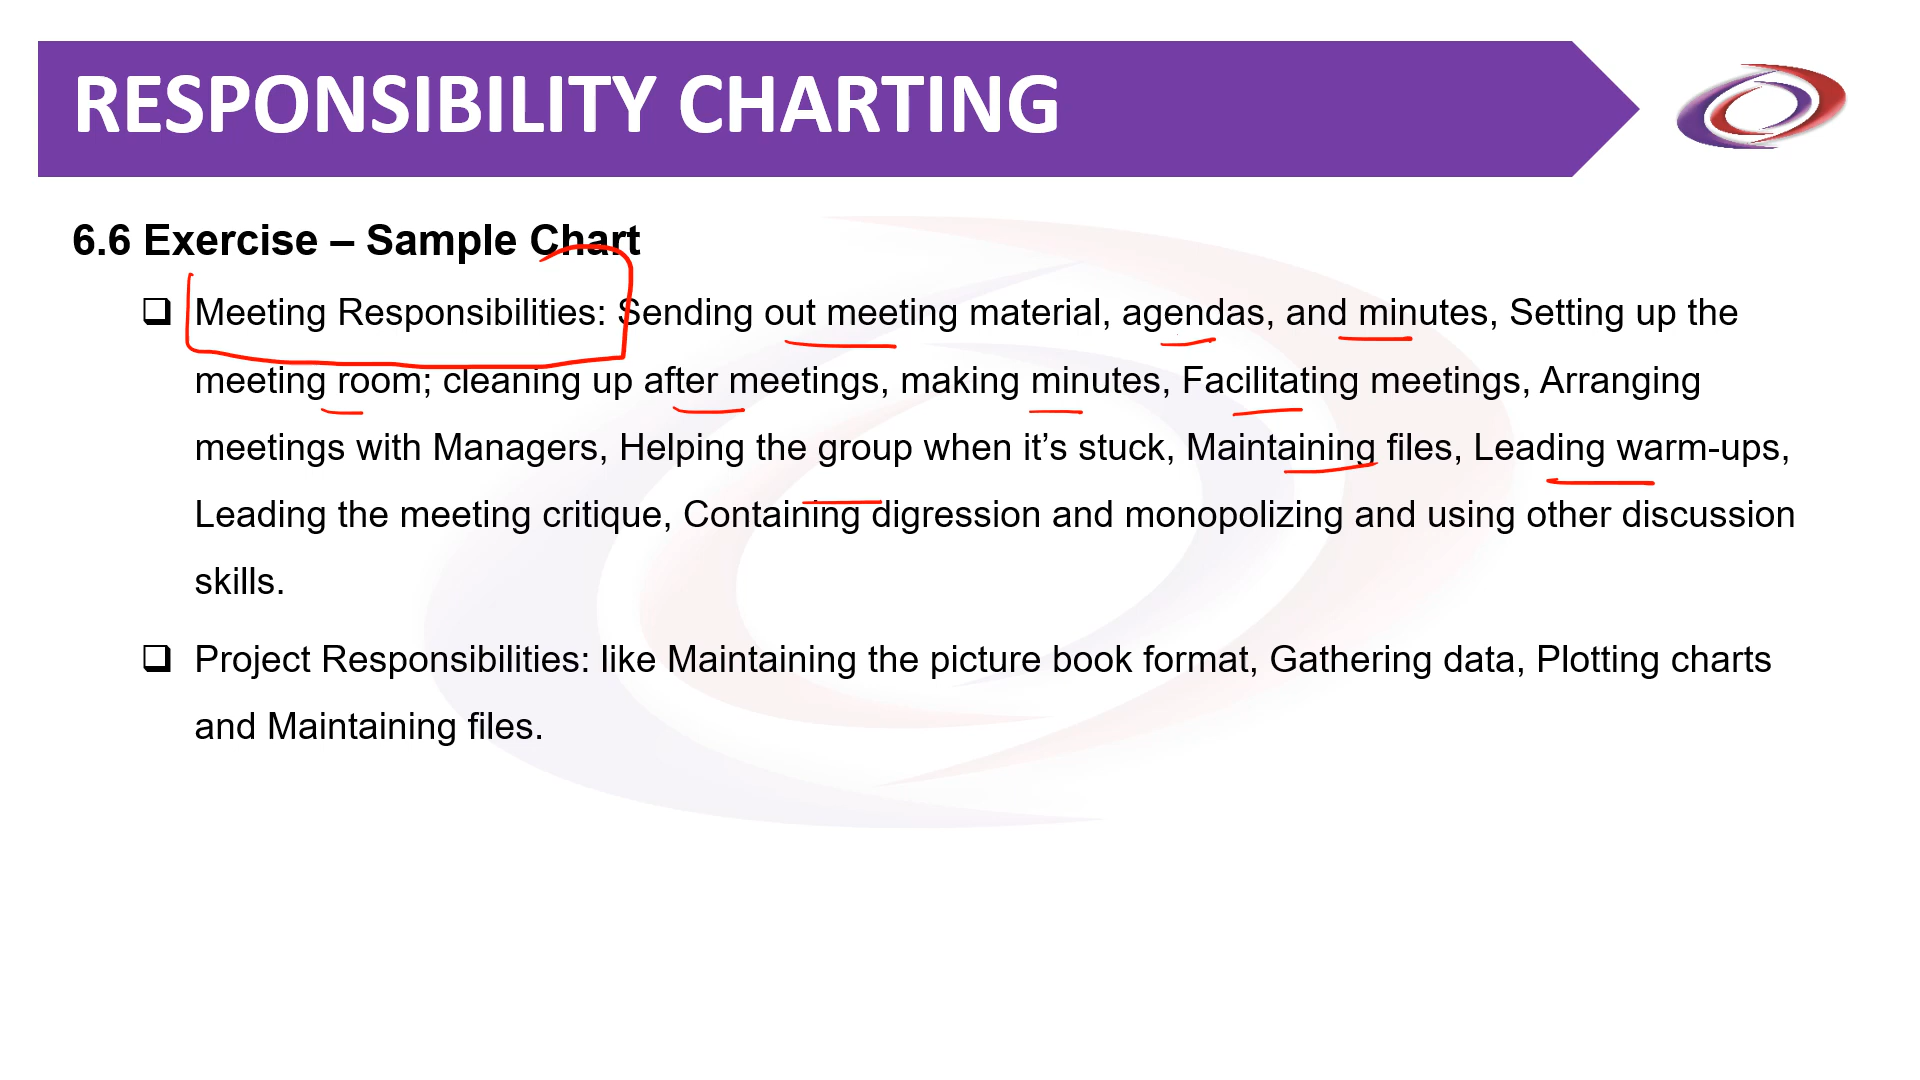 RESPONSIBILITY CHARTING
6.6 Exercise – Sample Chart
❑ Meeting Responsibilities: Sending out meeting material, agendas, and minutes, Setting up the
meeting room; cleaning up after meetings, making minutes, Facilitating meetings, Arranging
meetings with Managers, Helping the group when it’s stuck, Maintaining files, Leading warm-ups,
Leading the meeting critique, Containing digression and monopolizing and using other discussion
skills.
❑ Project Responsibilities: like Maintaining the picture book format, Gathering data, Plotting charts
and Maintaining files.